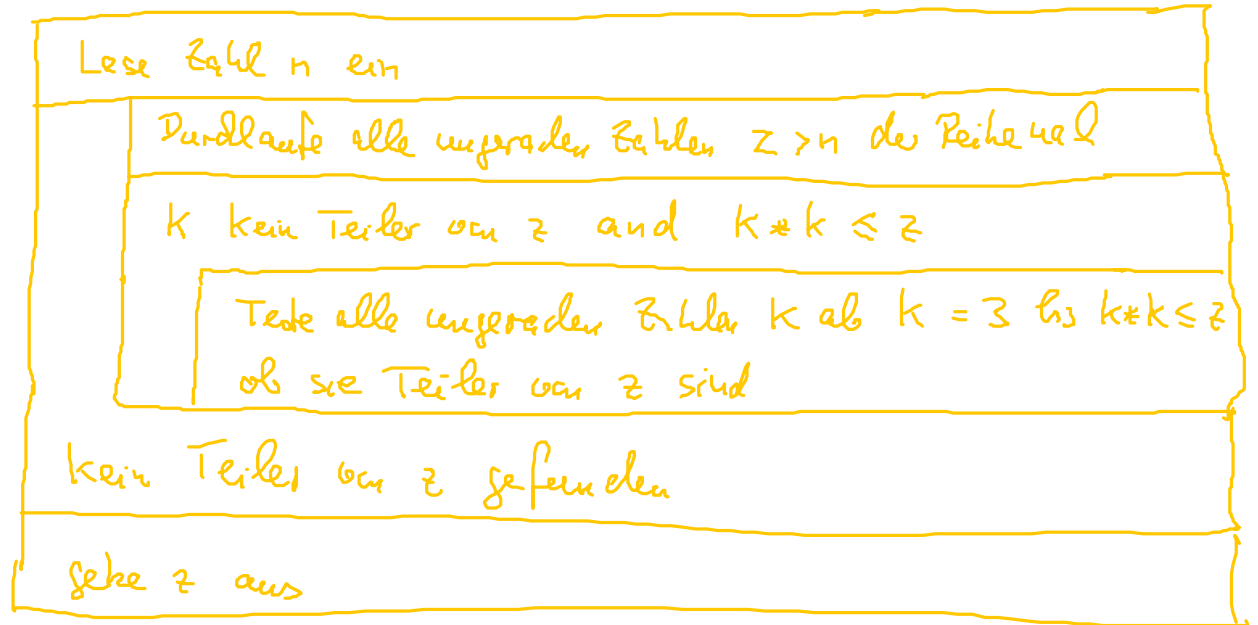 Lese Zahl n ein
Durchlaufe alle ungeraden Zahlen z > n der Reihe nach
K kein Teiler von z and k * k ≤ z
Teste alle ungeraden Zahlen K ab k = 3 bis k*k ≤ z
ob sie Teiler von z sind
kein Teiler von z gefunden
gebe z aus